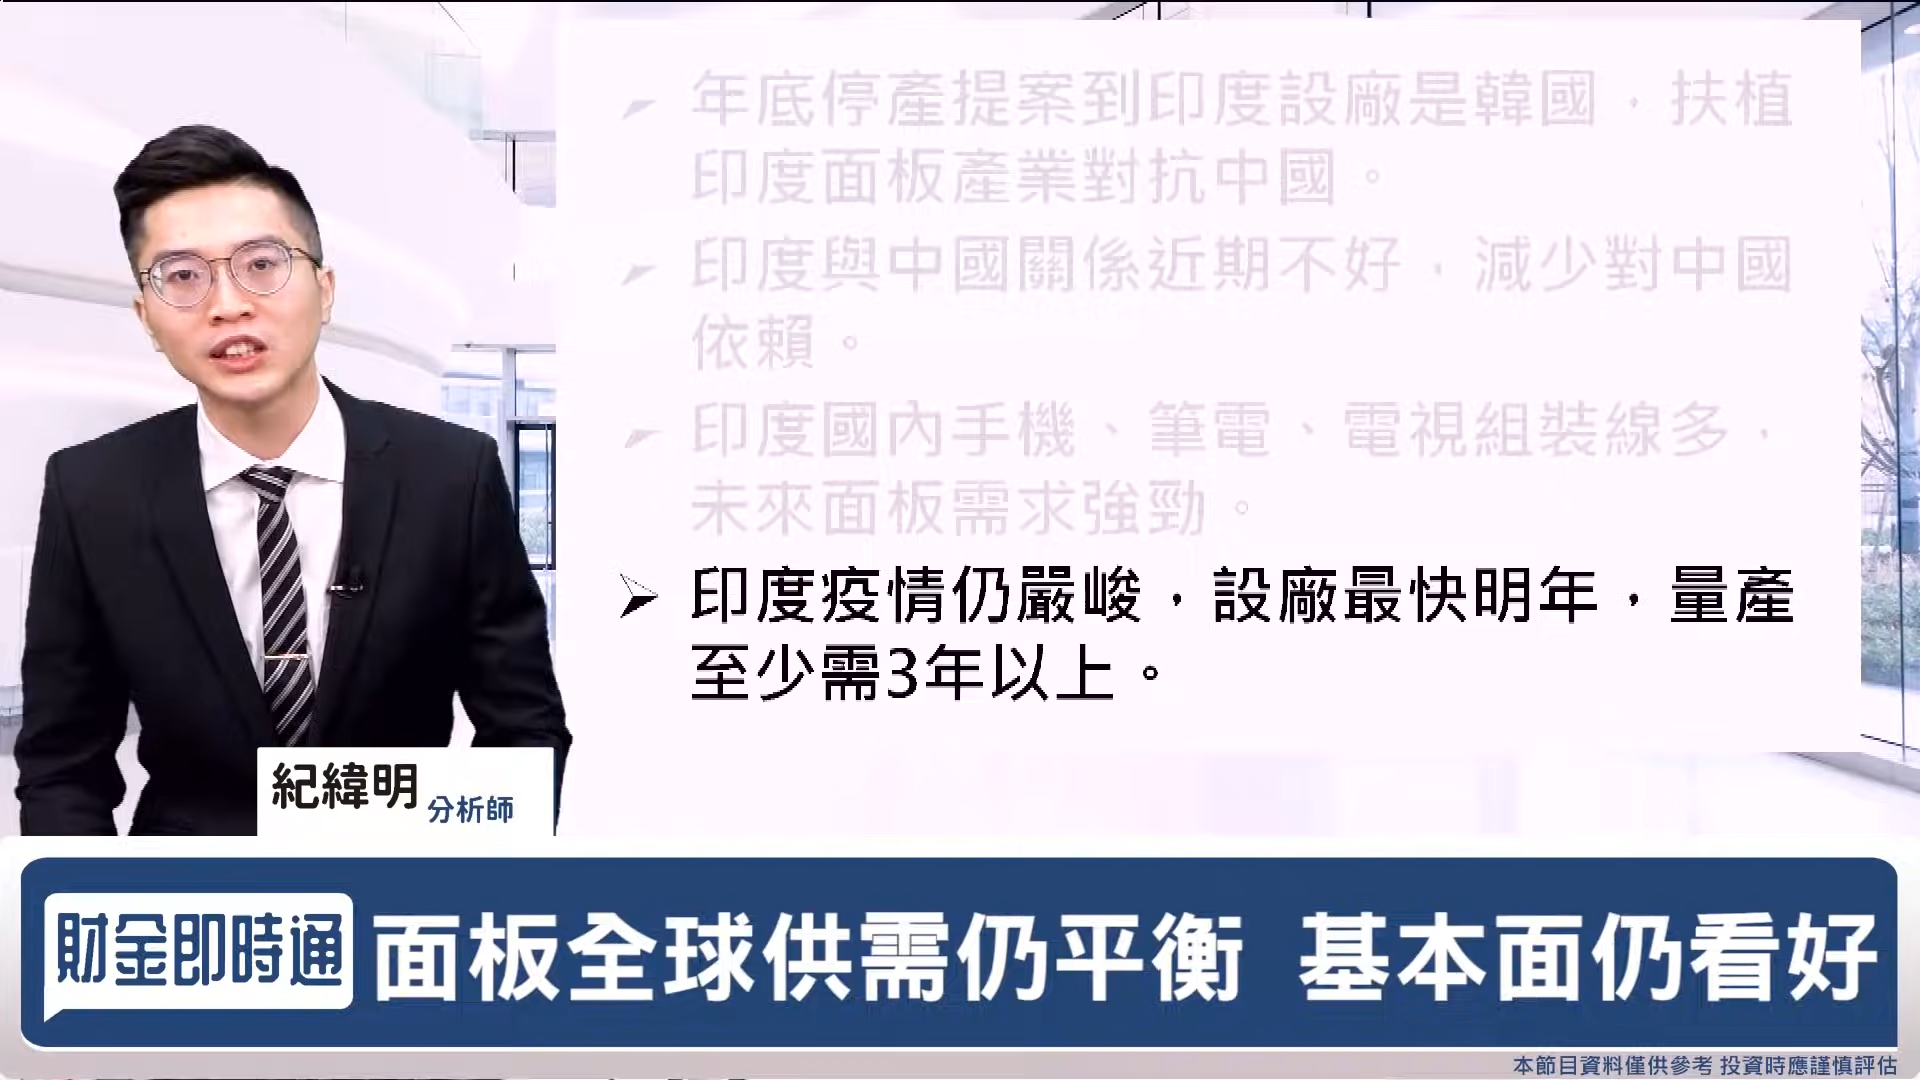 年底停產提案到印度設廠是韓國，扶植
印度面板產業對抗中國。
印度與中國關係近期不好，減少對中國
依賴。
印度國內手機、筆電、電視組裝線多，
未來面板需求強勁。
印度疫情仍嚴峻，設廠最快明年，量產
至少需3年以上。
紀緯明 分析師
財金即時通 面板全球供需仍平衡 基本面仍看好
本節目資料僅供參考 投資時應謹慎評估